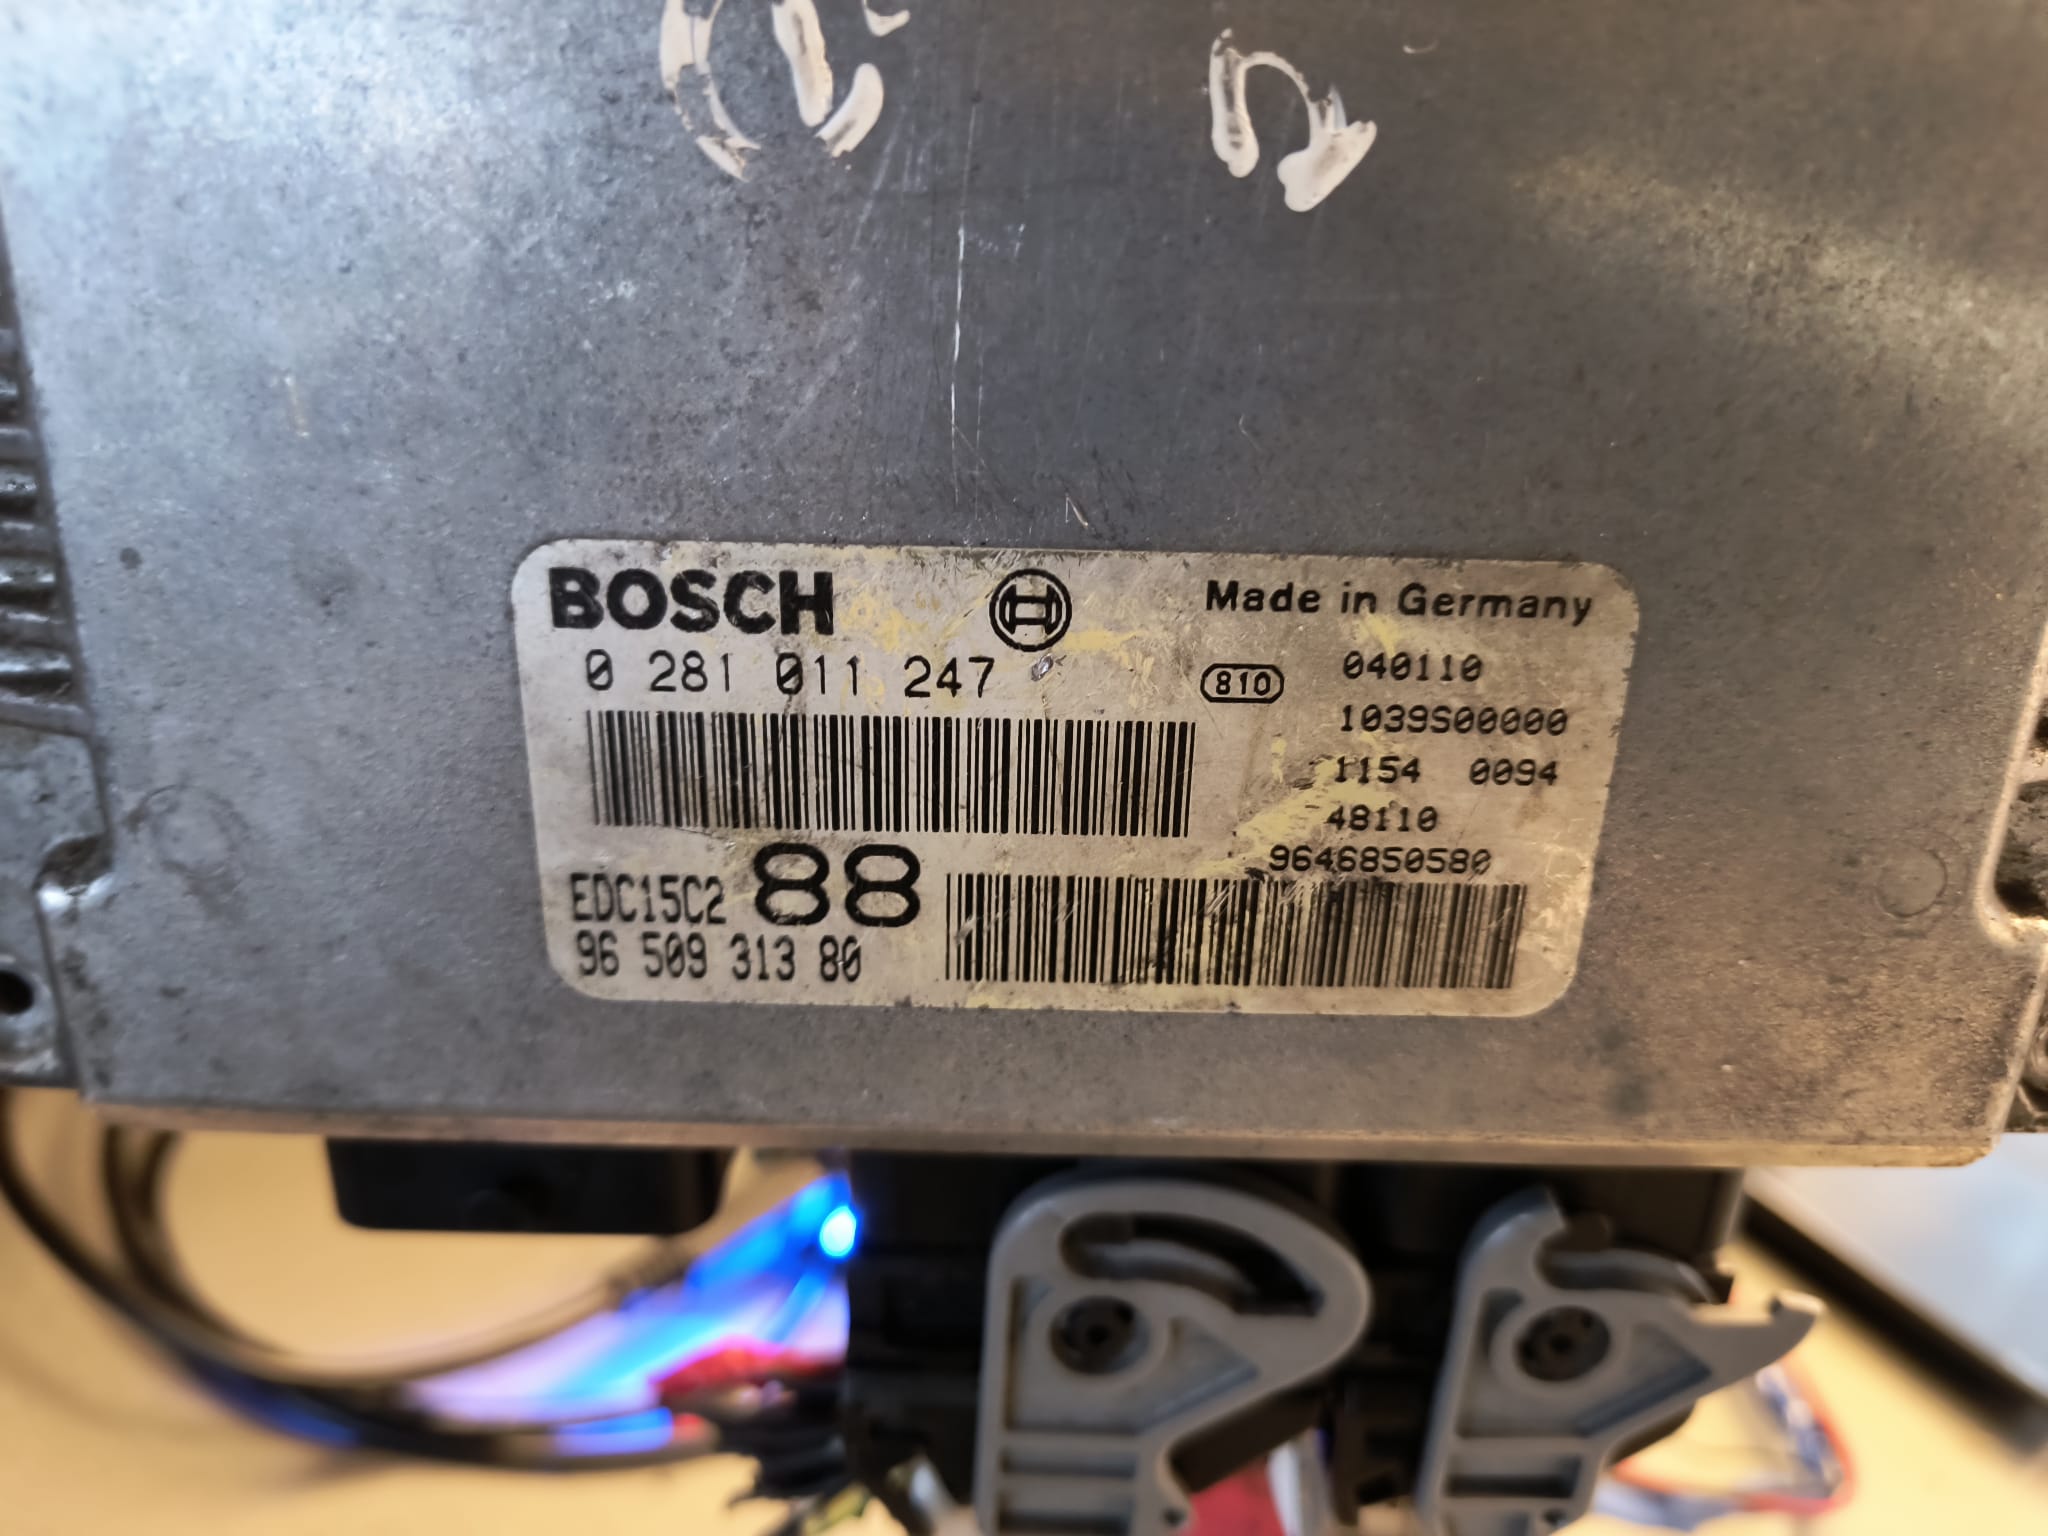 BOSCH
Made in Germany
0 281 011 247
810
040110
1039S00000
1154 0094
48110
9646850580
EDC15C2 88
96 509 313 80